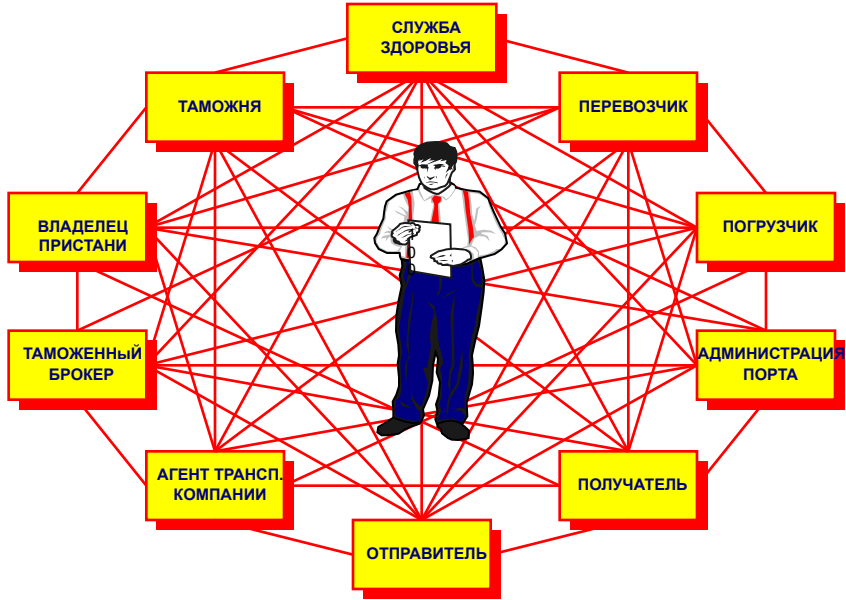 СЛУЖБА
ЗДОРОВЬЯ
ТАМОЖНЯ
ПЕРЕВОЗЧИК
ВЛАДЕЛЕЦ
ПРИСТАНИ
ПОГРУЗЧИК
ТАМОЖЕННыЙ
БРОКЕР
АДМИНИСТРАЦИЯ
ПОРТА
АГЕНТ ТРАНСП.
КОМПАНИИ
ПОЛУЧАТЕЛЬ
ОТПРАВИТЕЛЬ